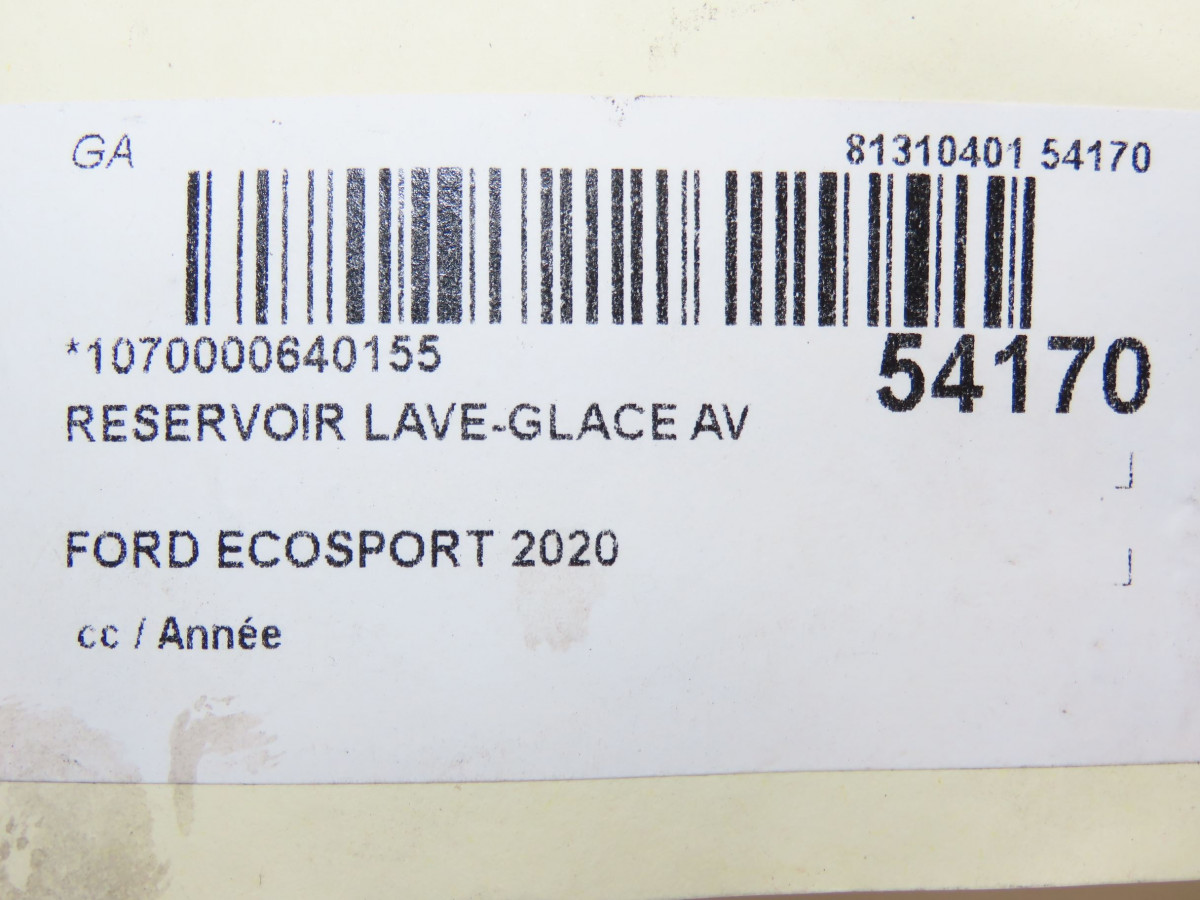 GA
81310401 54170
*1070000640155
54170
RESERVOIR LAVE-GLACE AV
FORD ECOSPORT 2020
cc / Année